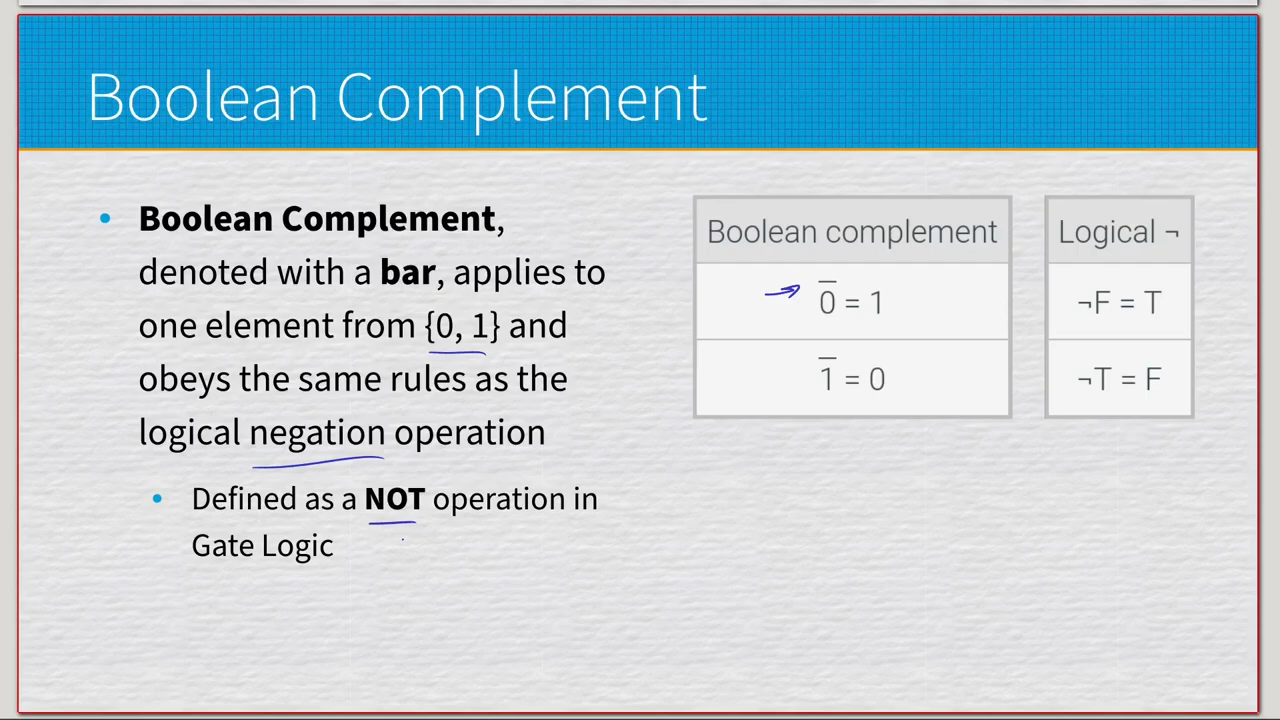 Boolean Complement
• Boolean Complement,
denoted with a bar, applies to
one element from {0, 1} and
obeys the same rules as the
logical negation operation
• Defined as a NOT operation in
Gate Logic
Boolean complement
0̅ = 1
1̅ = 0
Logical ¬
¬F = T
¬T = F